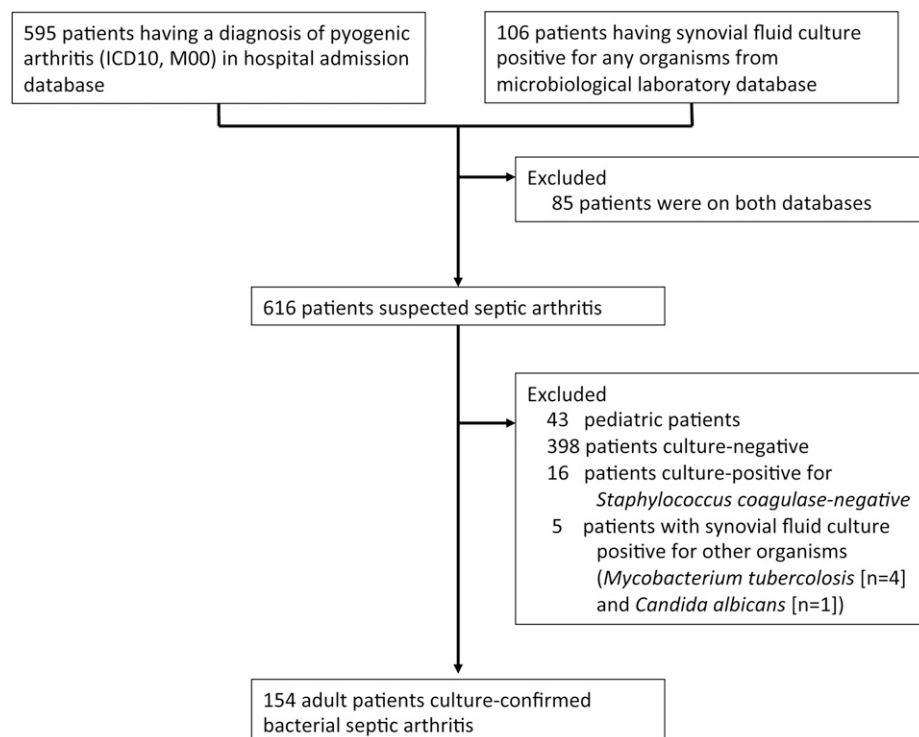 595 patients having a diagnosis of pyogenic
arthritis (ICD10, M00) in hospital admission
database
106 patients having synovial fluid culture
positive for any organisms from
microbiological laboratory database
Excluded
85 patients were on both databases
616 patients suspected septic arthritis
Excluded
43 pediatric patients
398 patients culture-negative
16 patients culture-positive for
Staphylococcus coagulase-negative
5 patients with synovial fluid culture
positive for other organisms
(Mycobacterium tubercolosis [n=4]
and Candida albicans [n=1])
154 adult patients culture-confirmed
bacterial septic arthritis